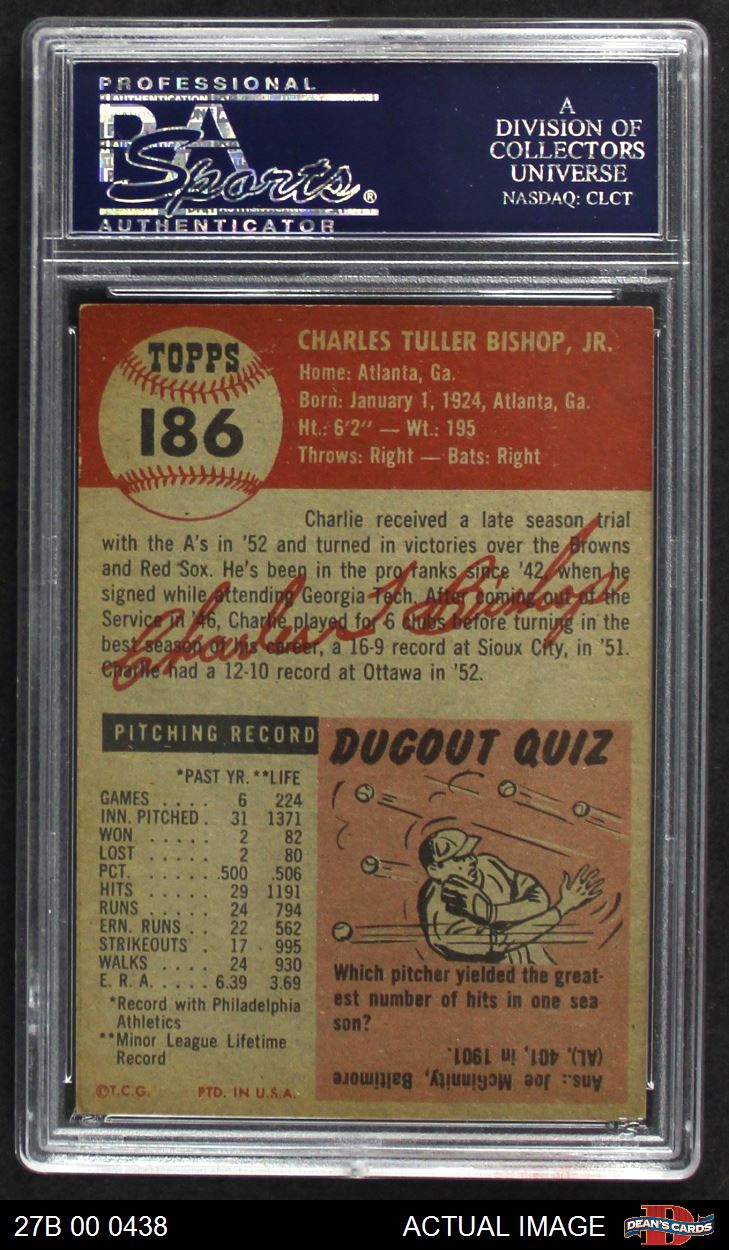 PROFESSIONAL
PSA
Sports®
AUTHENTICATOR
A
DIVISION OF
COLLECTORS
UNIVERSE
NASDAQ: CLCT
TOPPS
186
CHARLES TULLER BISHOP, JR.
Home: Atlanta, Ga.
Born: January 1, 1924, Atlanta, Ga.
Ht.: 6'2" — Wt.: 195
Throws: Right — Bats: Right
Charlie received a late season trial
with the A's in '52 and turned in victories over the Browns
and Red Sox. He's been in the pro ranks since '42, when he
signed while attending Georgia Tech. After coming out of the
Service in '46, Charlie played for 6 clubs before turning in the
best season of his career, a 16-9 record at Sioux City, in '51.
Charlie had a 12-10 record at Ottawa in '52.
Charles T Bishop
PITCHING RECORD
*PAST YR. **LIFE
GAMES . . . . 6 224
INN. PITCHED . 31 1371
WON . . . . . 2 82
LOST . . . . . 2 80
PCT. . . . . . .500 .506
HITS . . . . . 29 1191
RUNS . . . . . 24 794
ERN. RUNS . . 22 562
STRIKEOUTS . 17 995
WALKS . . . . 24 930
E. R. A. . . . . 6.39 3.69
*Record with Philadelphia
Athletics
**Minor League Lifetime
Record
©T.C.G. PTD. IN U.S.A.
DUGOUT QUIZ
Which pitcher yielded the great-
est number of hits in one sea-
son?
Ans.: Joe McGinnity, Baltimore
(AL), 401, in 1901.
27B 00 0438
ACTUAL IMAGE
DEAN'S CARDS